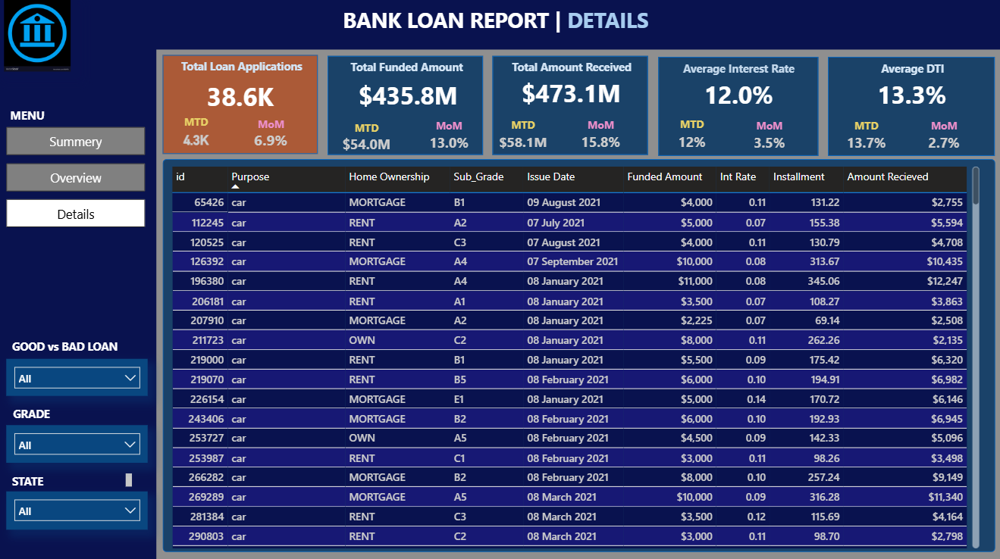 BANK LOAN REPORT | DETAILS
Total Loan Applications
38.6K
MTD MoM
4.3K 6.9%
Total Funded Amount
$435.8M
MTD MoM
$54.0M 13.0%
Total Amount Received
$473.1M
MTD MoM
$58.1M 15.8%
Average Interest Rate
12.0%
MTD MoM
12% 3.5%
Average DTI
13.3%
MTD MoM
13.7% 2.7%
MENU
Summery
Overview
Details
GOOD vs BAD LOAN
All
GRADE
All
STATE
All
id Purpose Home Ownership Sub_Grade Issue Date Funded Amount Int Rate Installment Amount Recieved
65426 car MORTGAGE B1 09 August 2021 $4,000 0.11 131.22 $2,755
112245 car RENT A2 07 July 2021 $5,000 0.07 155.38 $5,594
120525 car RENT C3 07 August 2021 $4,000 0.11 130.79 $4,708
126392 car MORTGAGE A4 07 September 2021 $10,000 0.08 313.67 $10,435
196380 car RENT A4 08 January 2021 $11,000 0.08 345.06 $12,247
206181 car RENT A1 08 January 2021 $3,500 0.07 108.27 $3,863
207910 car MORTGAGE A2 08 January 2021 $2,225 0.07 69.14 $2,508
211723 car OWN C2 08 January 2021 $8,000 0.11 262.26 $2,135
219000 car RENT B1 08 January 2021 $5,500 0.09 175.42 $6,320
219070 car RENT B5 08 February 2021 $6,000 0.10 194.91 $6,982
226154 car MORTGAGE E1 08 January 2021 $5,000 0.14 170.72 $6,146
243406 car MORTGAGE B2 08 February 2021 $6,000 0.10 192.93 $6,945
253727 car OWN A5 08 February 2021 $4,500 0.09 142.33 $5,096
253987 car RENT C1 08 February 2021 $3,000 0.11 98.26 $3,498
266282 car MORTGAGE B2 08 February 2021 $8,000 0.10 257.24 $9,149
269289 car MORTGAGE A5 08 March 2021 $10,000 0.09 316.28 $11,340
281384 car RENT C3 08 March 2021 $3,500 0.12 115.69 $4,164
290803 car RENT C2 08 March 2021 $3,000 0.11 98.70 $2,798